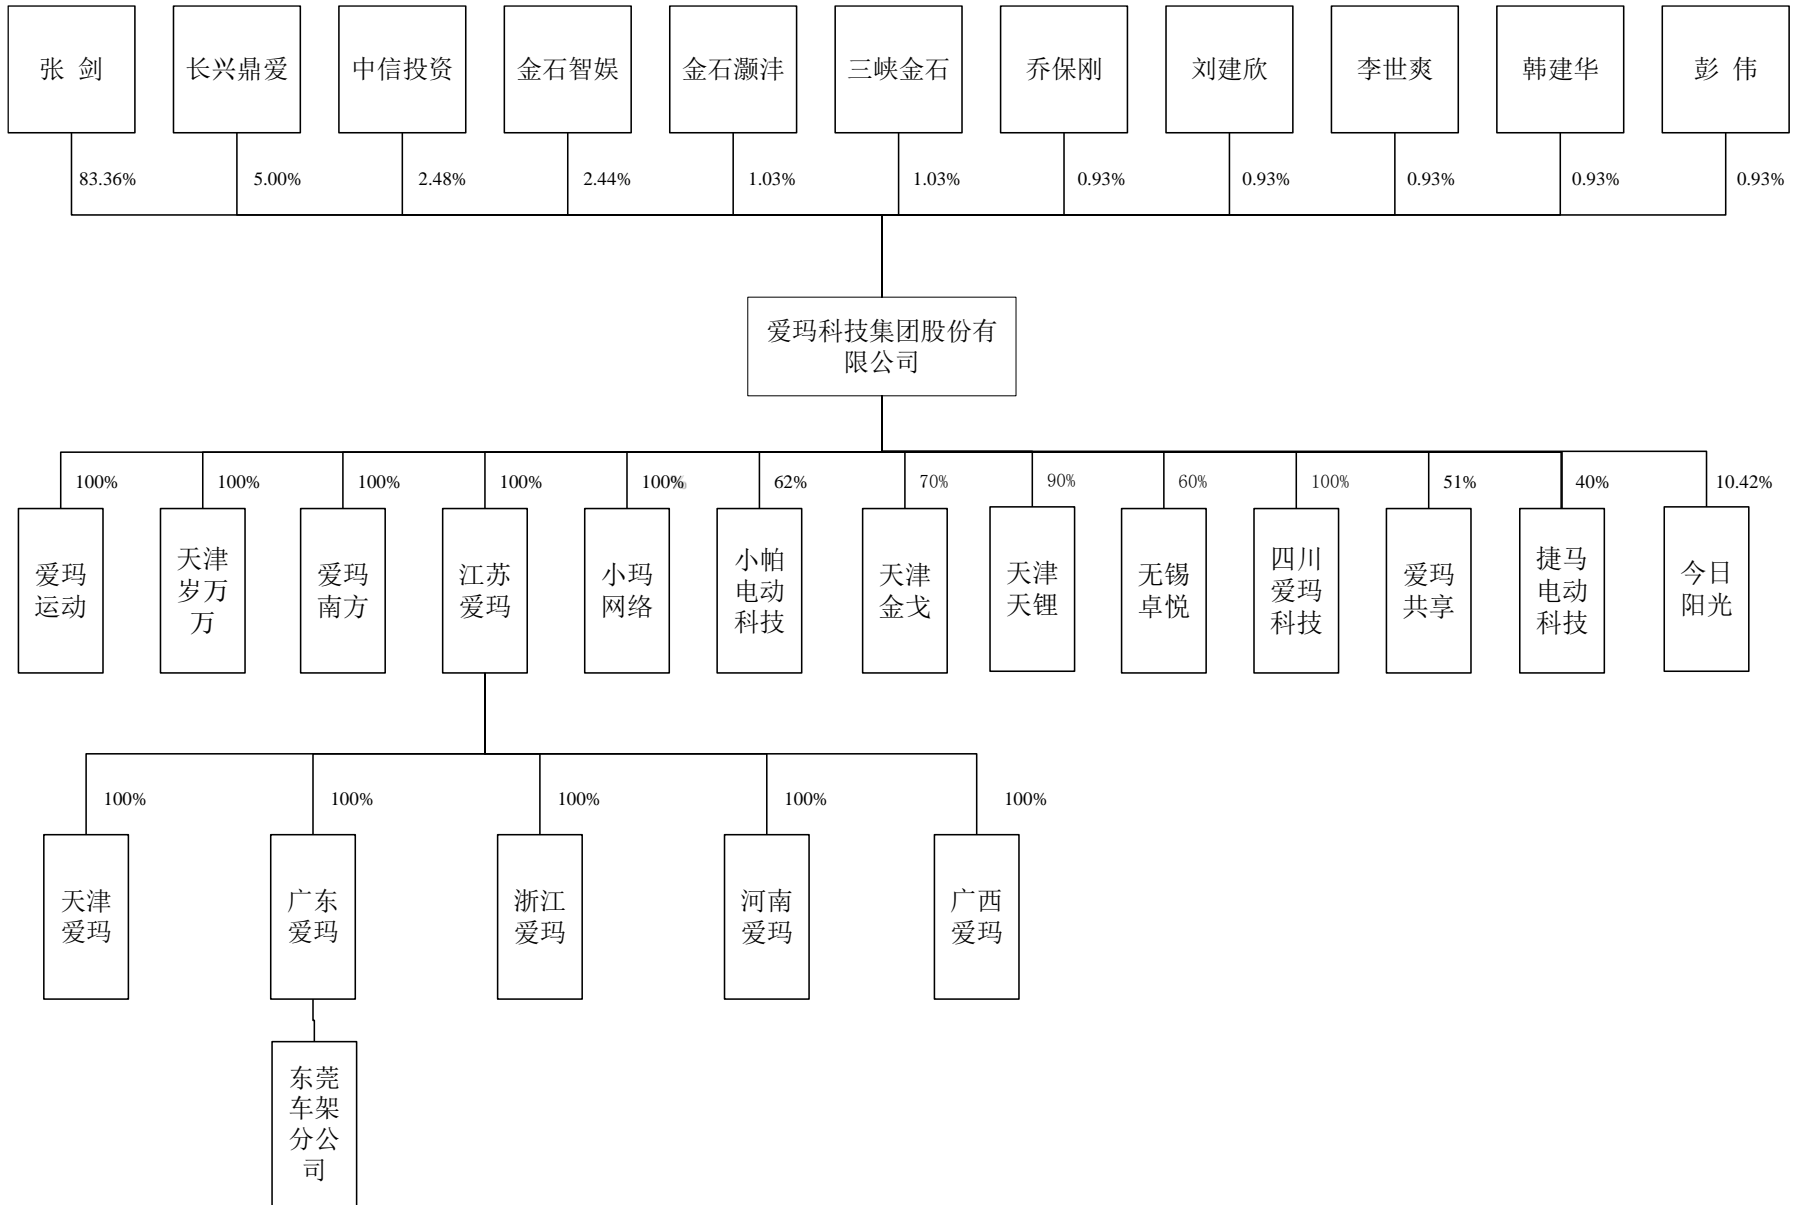 张 剑
长兴鼎爱
中信投资
金石智娱
金石灏沣
三峡金石
乔保刚
刘建欣
李世爽
韩建华
彭 伟
83.36%
5.00%
2.48%
2.44%
1.03%
1.03%
0.93%
0.93%
0.93%
0.93%
0.93%
爱玛科技集团股份有
限公司
100%
100%
100%
100%
100%
62%
70%
90%
60%
100%
51%
40%
10.42%
爱玛
运动
天津
岁万
万
爱玛
南方
江苏
爱玛
小玛
网络
小帕
电动
科技
天津
金戈
天津
天锂
无锡
卓悦
四川
爱玛
科技
爱玛
共享
捷马
电动
科技
今日
阳光
100%
100%
100%
100%
100%
天津
爱玛
广东
爱玛
浙江
爱玛
河南
爱玛
广西
爱玛
东莞
车架
分公
司